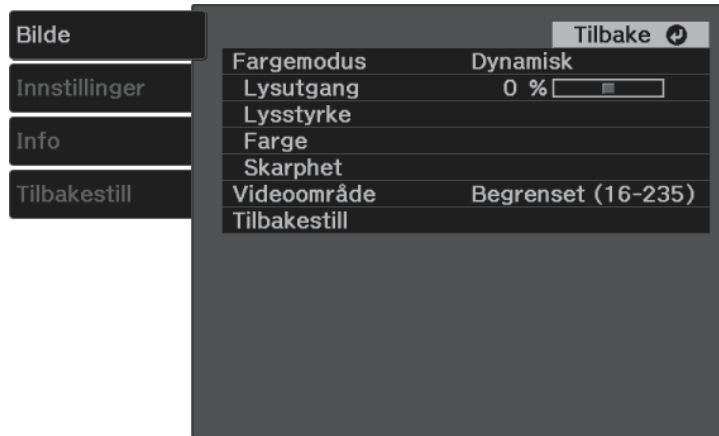 Bilde
Innstillinger
Info
Tilbakestill
Tilbake
Fargemodus Dynamisk
Lysutgang 0 %
Lysstyrke
Farge
Skarphet
Videoområde Begrenset (16-235)
Tilbakestill